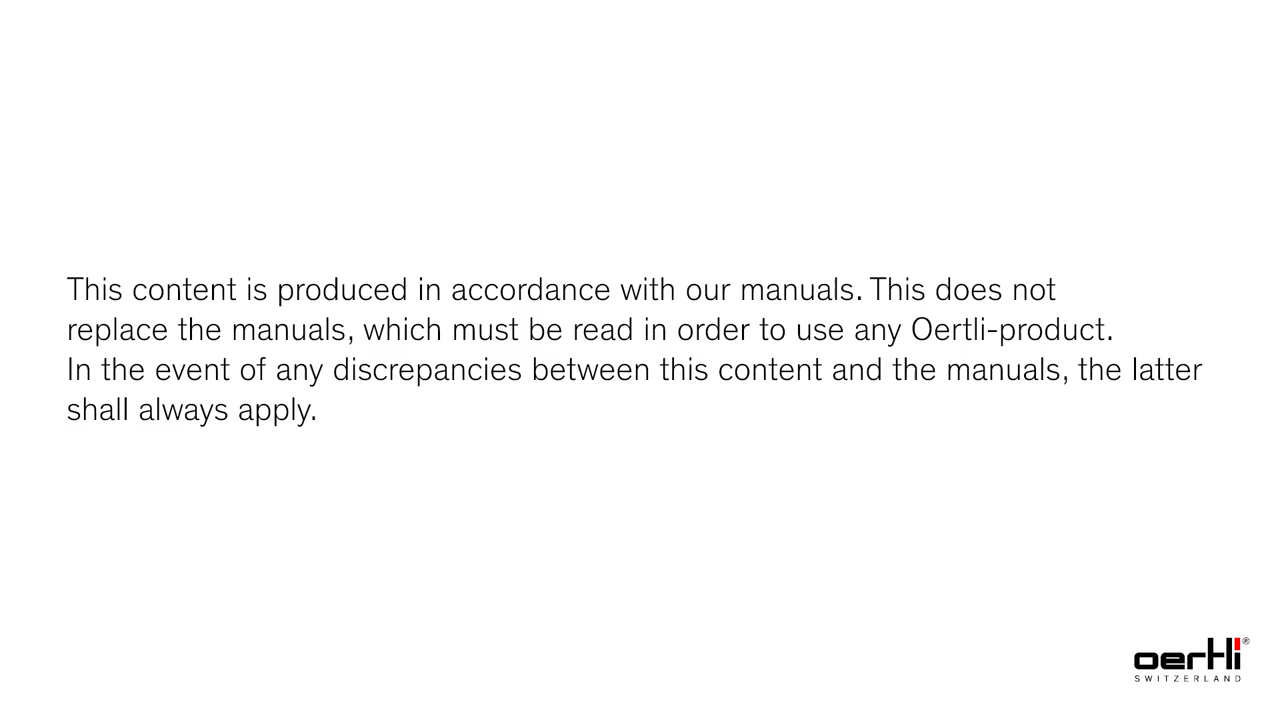 This content is produced in accordance with our manuals. This does not
replace the manuals, which must be read in order to use any Oertli-product.
In the event of any discrepancies between this content and the manuals, the latter
shall always apply.
oertli®
SWITZERLAND